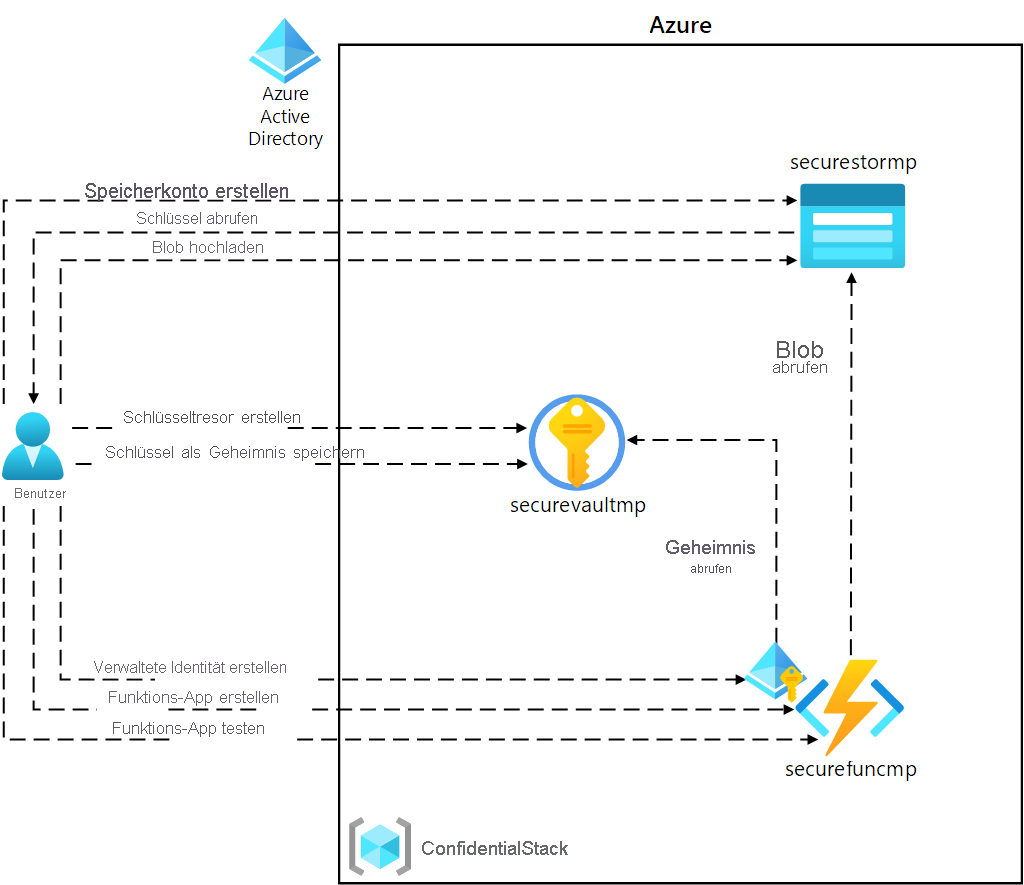 Azure
Azure
Active
Directory
securestormp
Speicherkonto erstellen
Schlüssel abrufen
Blob hochladen
Blob
abrufen
Schlüsseltresor erstellen
Schlüssel als Geheimnis speichern
Benutzer
securevaultmp
Geheimnis
abrufen
Verwaltete Identität erstellen
Funktions-App erstellen
Funktions-App testen
securefuncmp
ConfidentialStack